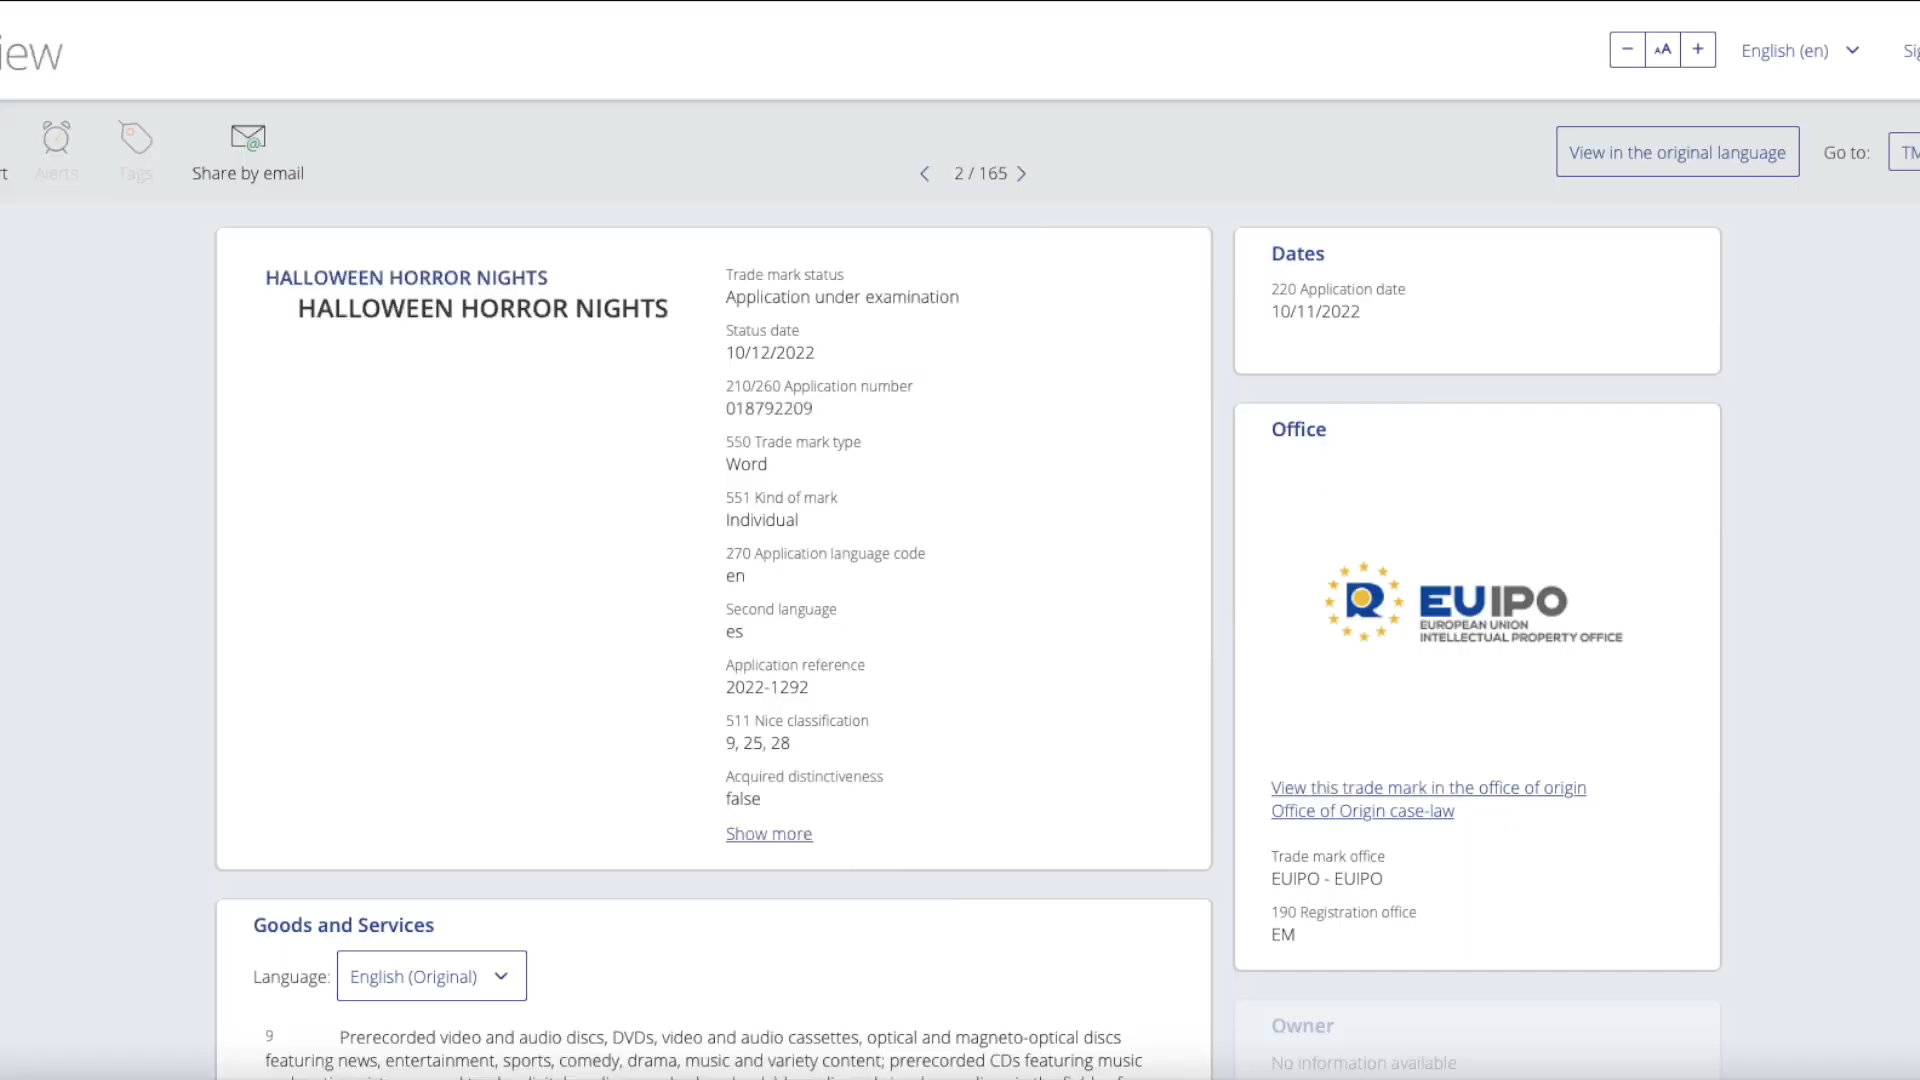 iew
AA
English (en)
Alerts
Tags
Share by email
2 / 165
View in the original language
Go to:
HALLOWEEN HORROR NIGHTS
HALLOWEEN HORROR NIGHTS
Trade mark status
Application under examination
Status date
10/12/2022
210/260 Application number
018792209
550 Trade mark type
Word
551 Kind of mark
Individual
270 Application language code
en
Second language
es
Application reference
2022-1292
511 Nice classification
9, 25, 28
Acquired distinctiveness
false
Show more
Dates
220 Application date
10/11/2022
Office
EUIPO
EUROPEAN UNION
INTELLECTUAL PROPERTY OFFICE
View this trade mark in the office of origin
Office of Origin case-law
Trade mark office
EUIPO - EUIPO
190 Registration office
EM
Goods and Services
Language: English (Original)
9 Prerecorded video and audio discs, DVDs, video and audio cassettes, optical and magneto-optical discs
featuring news, entertainment, sports, comedy, drama, music and variety content; prerecorded CDs featuring music
Owner
No information available